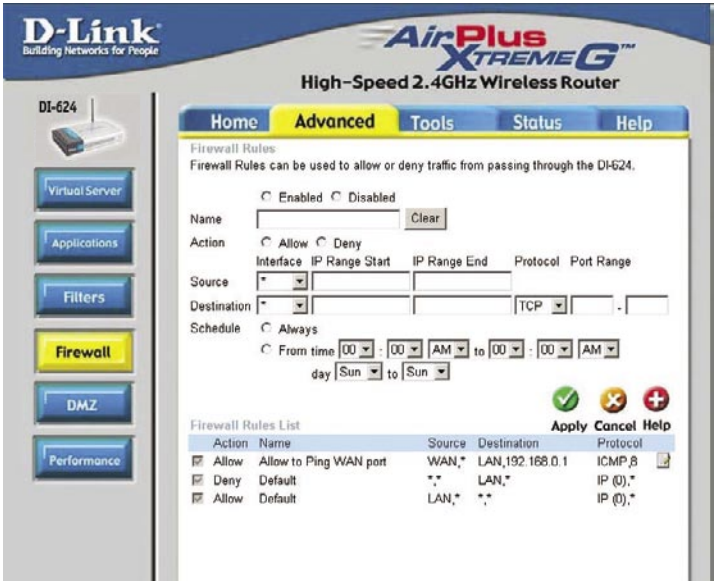 D-Link
Building Networks for People
AirPlus
XTREME G™
High-Speed 2.4GHz Wireless Router
DI-624
Home Advanced Tools Status Help
Virtual Server
Applications
Filters
Firewall
DMZ
Performance
Firewall Rules
Firewall Rules can be used to allow or deny traffic from passing through the DI-624.
Enabled Disabled
Name Clear
Action Allow Deny
Interface IP Range Start IP Range End Protocol Port Range
Source *
Destination * TCP -
Schedule Always
From time 00 : 00 AM to 00 : 00 AM
day Sun to Sun
Apply Cancel Help
Firewall Rules List
Action Name Source Destination Protocol
Allow Allow to Ping WAN port WAN,* LAN,192.168.0.1 ICMP,8
Deny Default *,* LAN,* IP (0),*
Allow Default LAN,* *,* IP (0),*